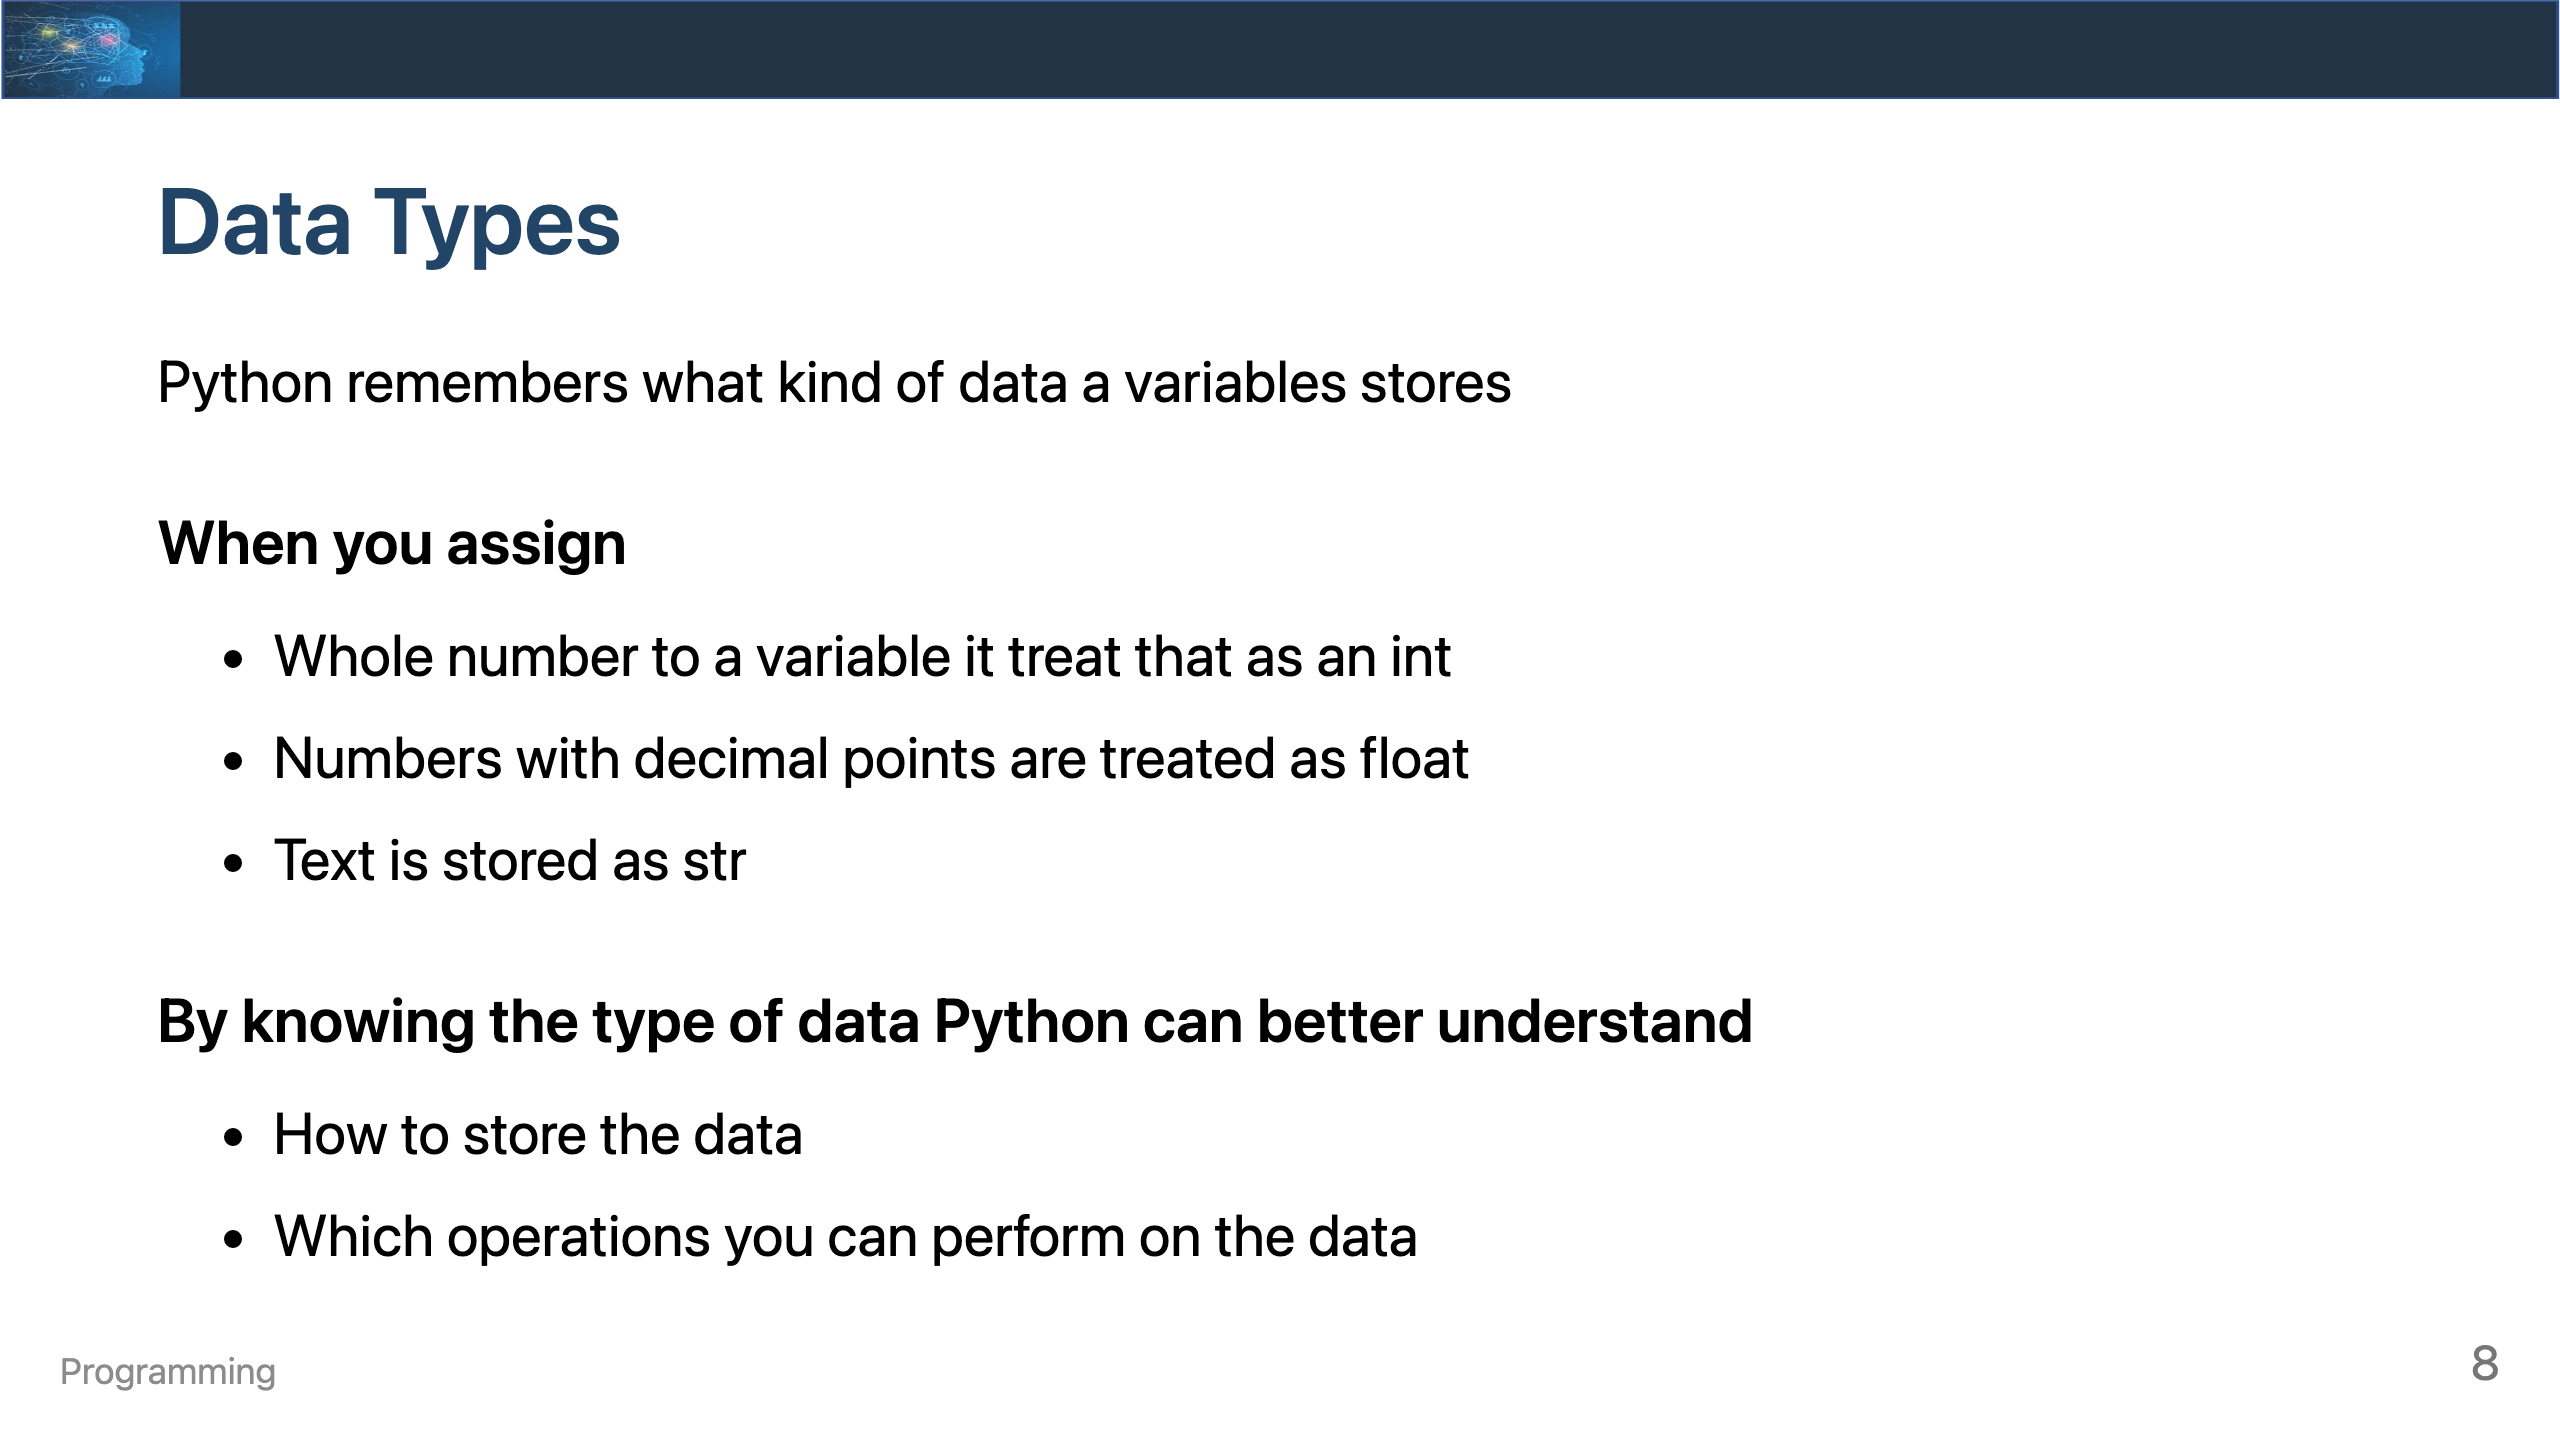 Data Types
Python remembers what kind of data a variables stores
When you assign
• Whole number to a variable it treat that as an int
• Numbers with decimal points are treated as float
• Text is stored as str
By knowing the type of data Python can better understand
• How to store the data
• Which operations you can perform on the data
Programming
8